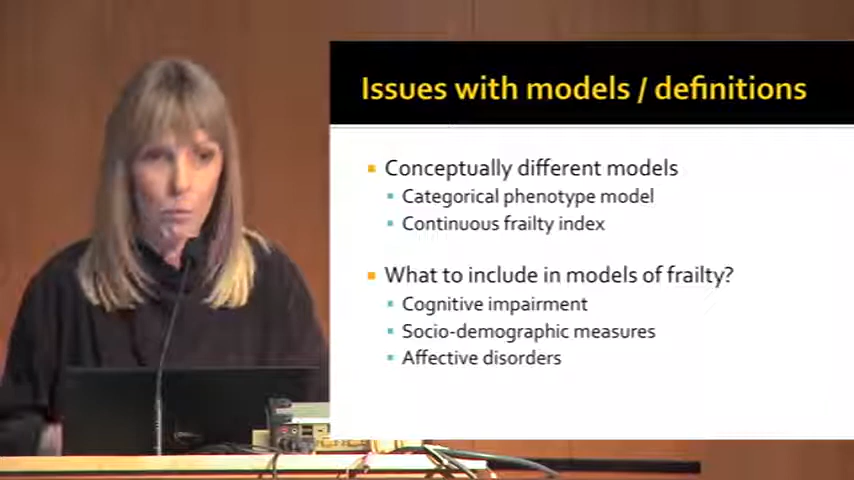 Issues with models / definitions
Conceptually different models
Categorical phenotype model
Continuous frailty index
What to include in models of frailty?
Cognitive impairment
Socio-demographic measures
Affective disorders